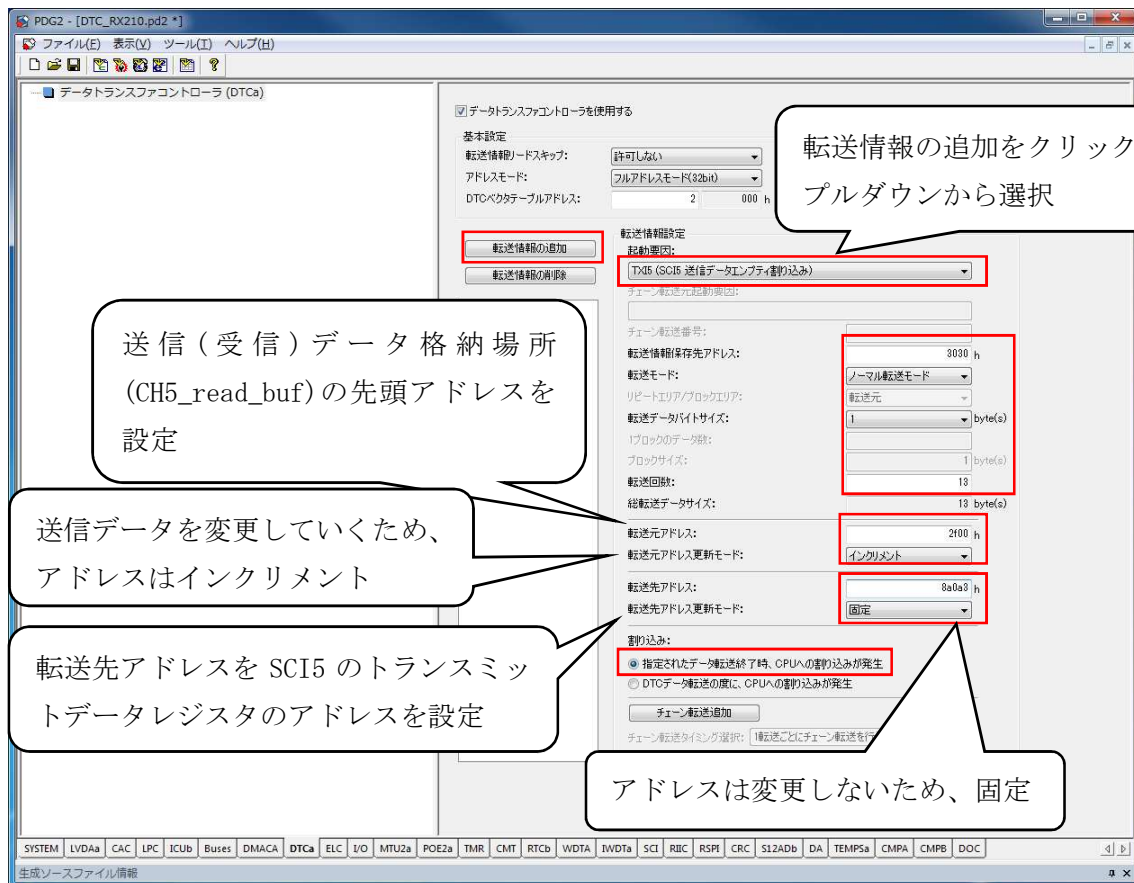 PDG2 - [DTC_RX210.pd2 *]
ファイル(F) 表示(V) ツール(T) ヘルプ(H)
データトランスファコントローラ (DTCa)
データトランスファコントローラを使用する
基本設定
転送情報リードスキップ: 許可しない
アドレスモード: フルアドレスモード(32bit)
DTCベクタテーブルアドレス: 2 000 h
転送情報の追加をクリック
プルダウンから選択
転送情報の追加
転送情報の削除
転送情報設定
起動要因:
TXI5 (SCI5 送信データエンプティ割り込み)
チェーン転送元起動要因:
チェーン転送番号:
転送情報保存先アドレス: 3030 h
転送モード: ノーマル転送モード
リピートエリア/ブロックエリア: 転送元
転送データバイトサイズ: 1 byte(s)
1ブロックのデータ数:
ブロックサイズ: 1 byte(s)
転送回数: 13
総転送データサイズ: 13 byte(s)
送信(受信)データ格納場所
(CH5_read_buf)の先頭アドレスを
設定
転送元アドレス: 2f00 h
転送元アドレス更新モード: インクリメント
送信データを変更していくため、
アドレスはインクリメント
転送先アドレス: 8a0a3 h
転送先アドレス更新モード: 固定
割り込み:
指定されたデータ転送終了時、CPUへの割り込みが発生
DTCデータ転送の度に、CPUへの割り込みが発生
転送先アドレスを SCI5 のトランスミッ
トデータレジスタのアドレスを設定
チェーン転送追加
チェーン転送タイミング選択: 1転送ごとにチェーン転送を行
アドレスは変更しないため、固定
SYSTEM LVDAa CAC LPC ICUb Buses DMACA DTCa ELC I/O MTU2a POE2a TMR CMT RTCb WDTA IWDTa SCI RIIC RSPI CRC S12ADb DA TEMPSa CMPA CMPB DOC
生成ソースファイル情報